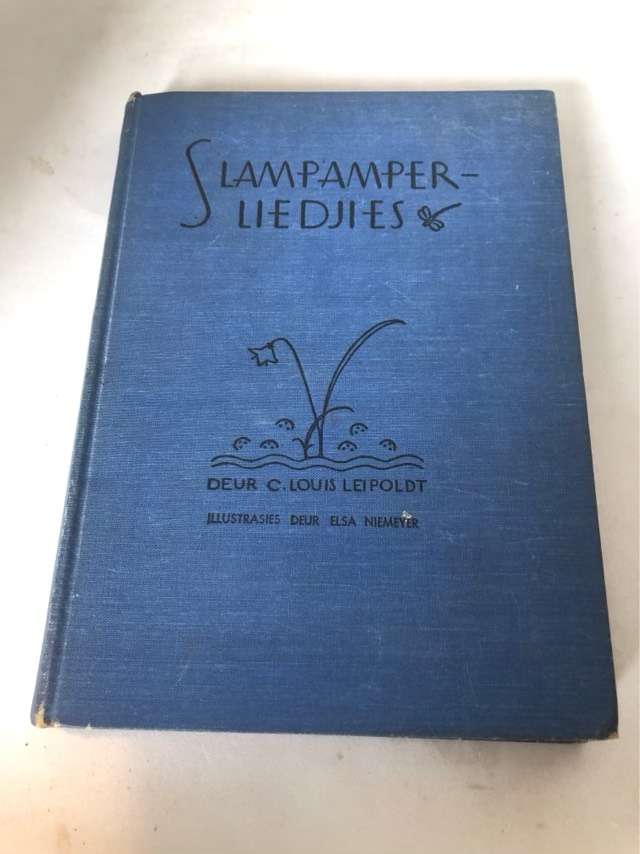 SLAMPAMPER-
LIEDJIES
DEUR C. LOUIS LEIPOLDT
ILLUSTRASIES DEUR ELSA NIEMEYER